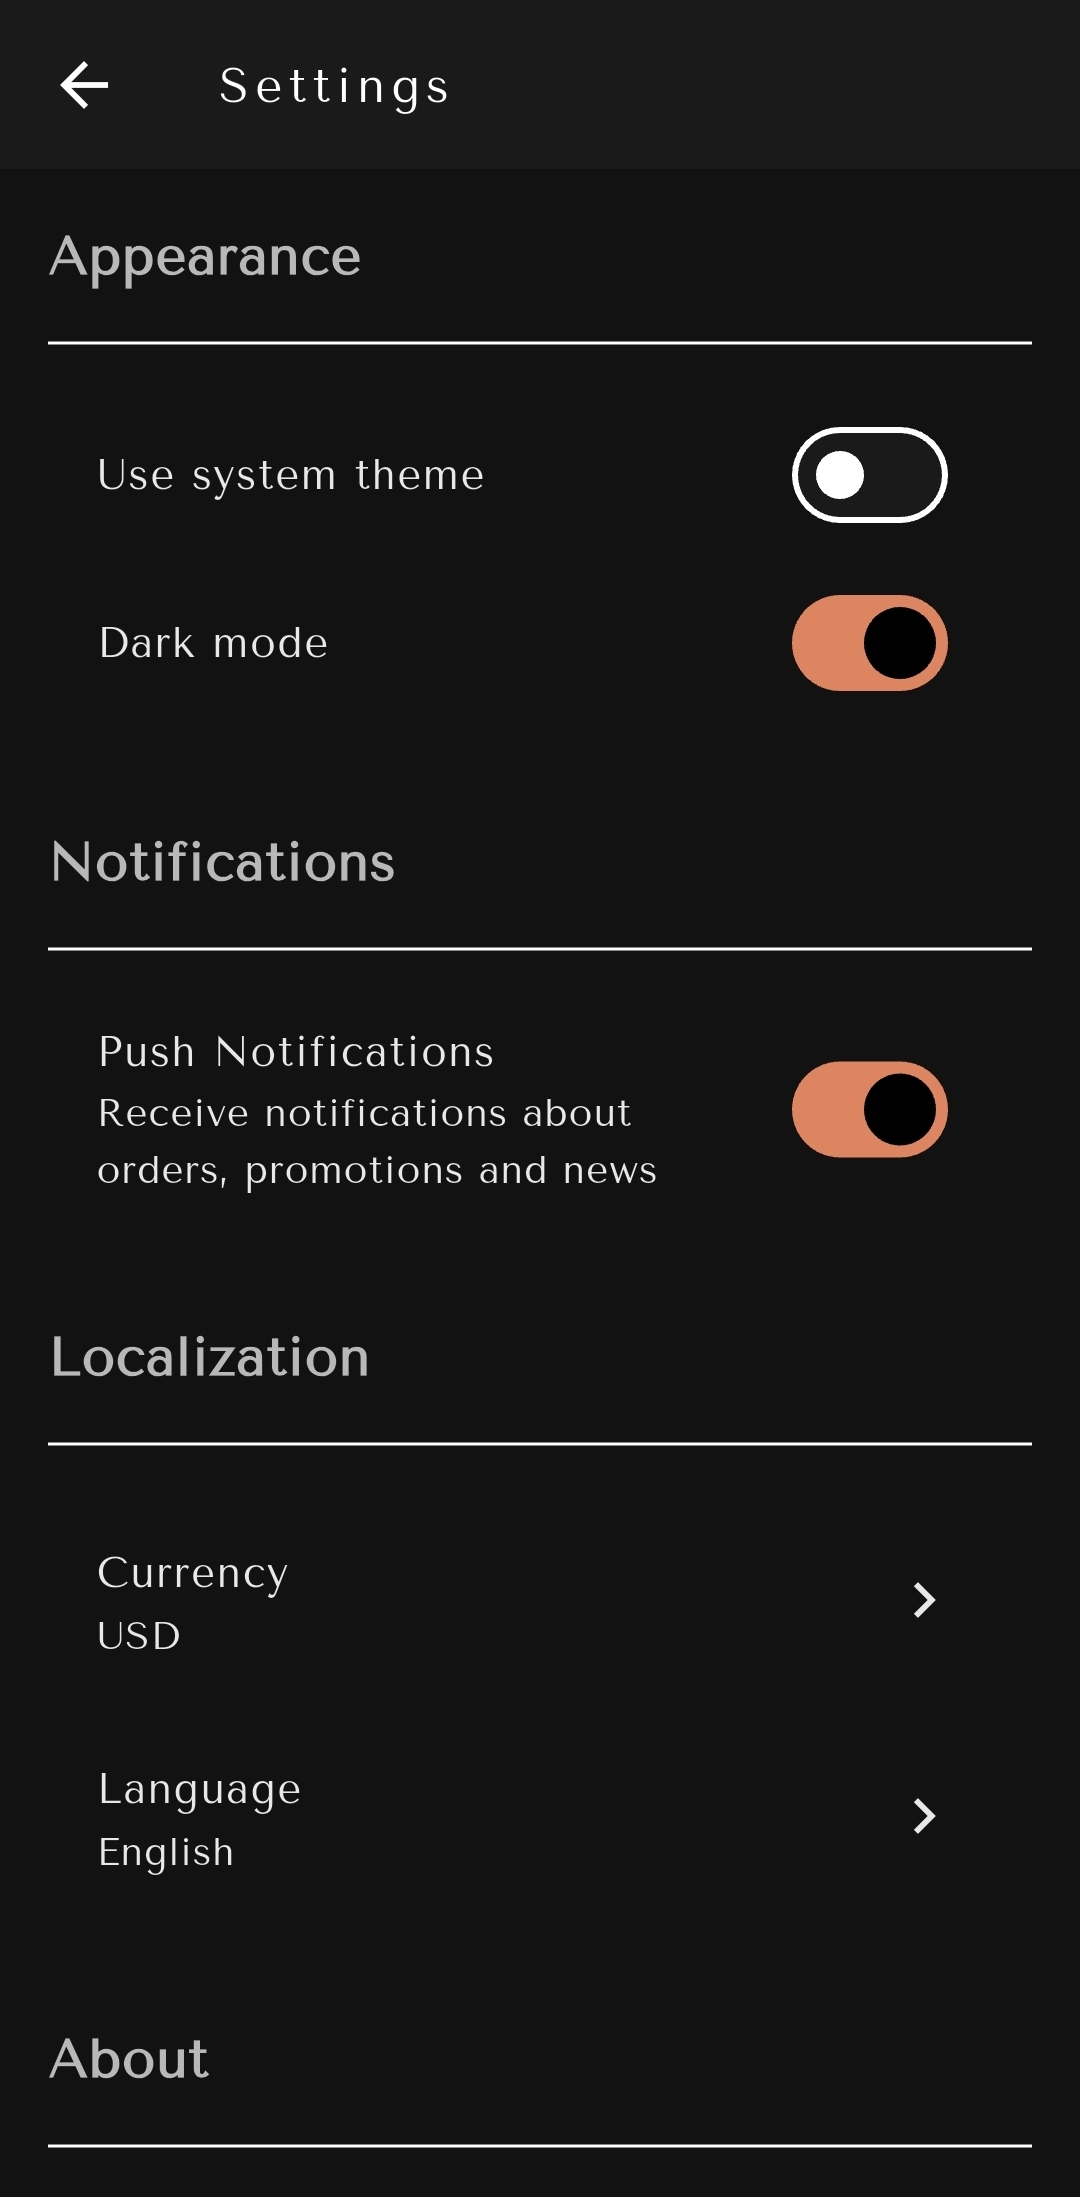 Settings
Appearance
Use system theme
Dark mode
Notifications
Push Notifications
Receive notifications about
orders, promotions and news
Localization
Currency
USD
Language
English
About